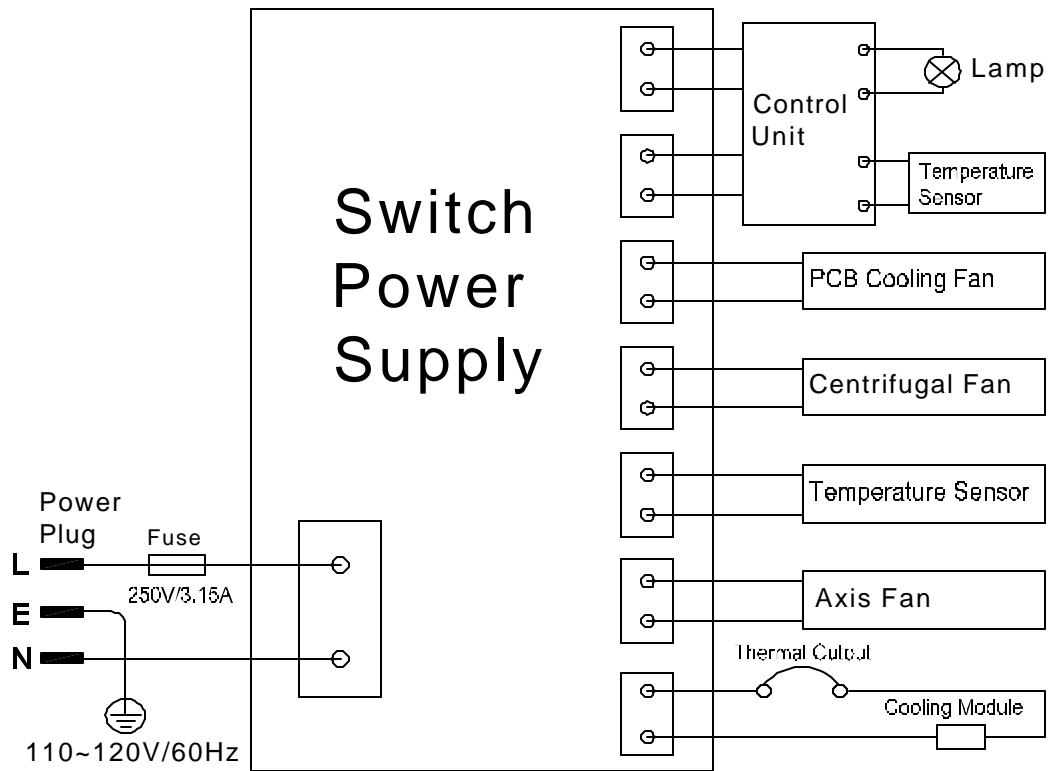 Switch
Power
Supply
Control
Unit
Lamp
Temperature
Sensor
PCB Cooling Fan
Centrifugal Fan
Temperature Sensor
Axis Fan
Thermal Cutout
Cooling Module
Power
Plug
Fuse
L
250V/3.15A
E
N
110~120V/60Hz